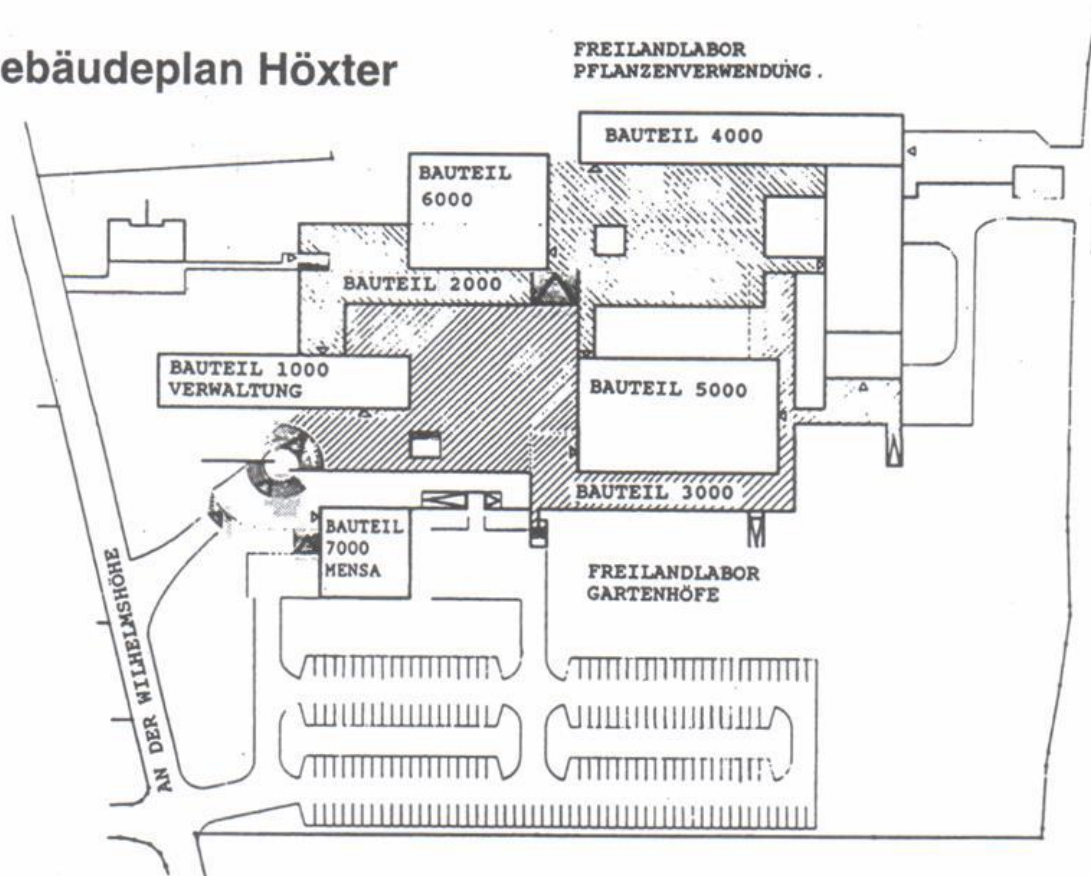 ebäudeplan Höxter
FREILANDLABOR
PFLANZENVERWENDUNG.
BAUTEIL 4000
BAUTEIL
6000
BAUTEIL 2000
BAUTEIL 1000
VERWALTUNG
BAUTEIL 5000
BAUTEIL 3000
BAUTEIL
7000
MENSA
FREILANDLABOR
GARTENHÖFE
AN DER WILHELMSHÖHE